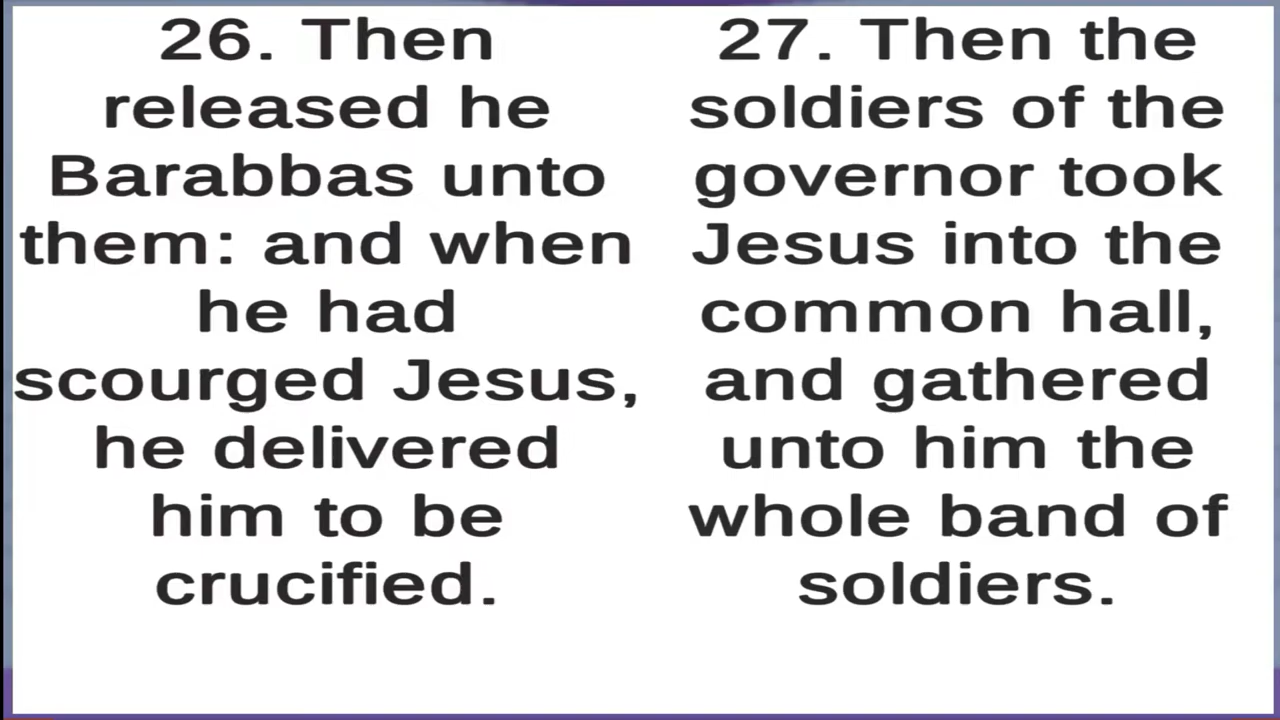 26. Then
released he
Barabbas unto
them: and when
he had
scourged Jesus,
he delivered
him to be
crucified.
27. Then the
soldiers of the
governor took
Jesus into the
common hall,
and gathered
unto him the
whole band of
soldiers.